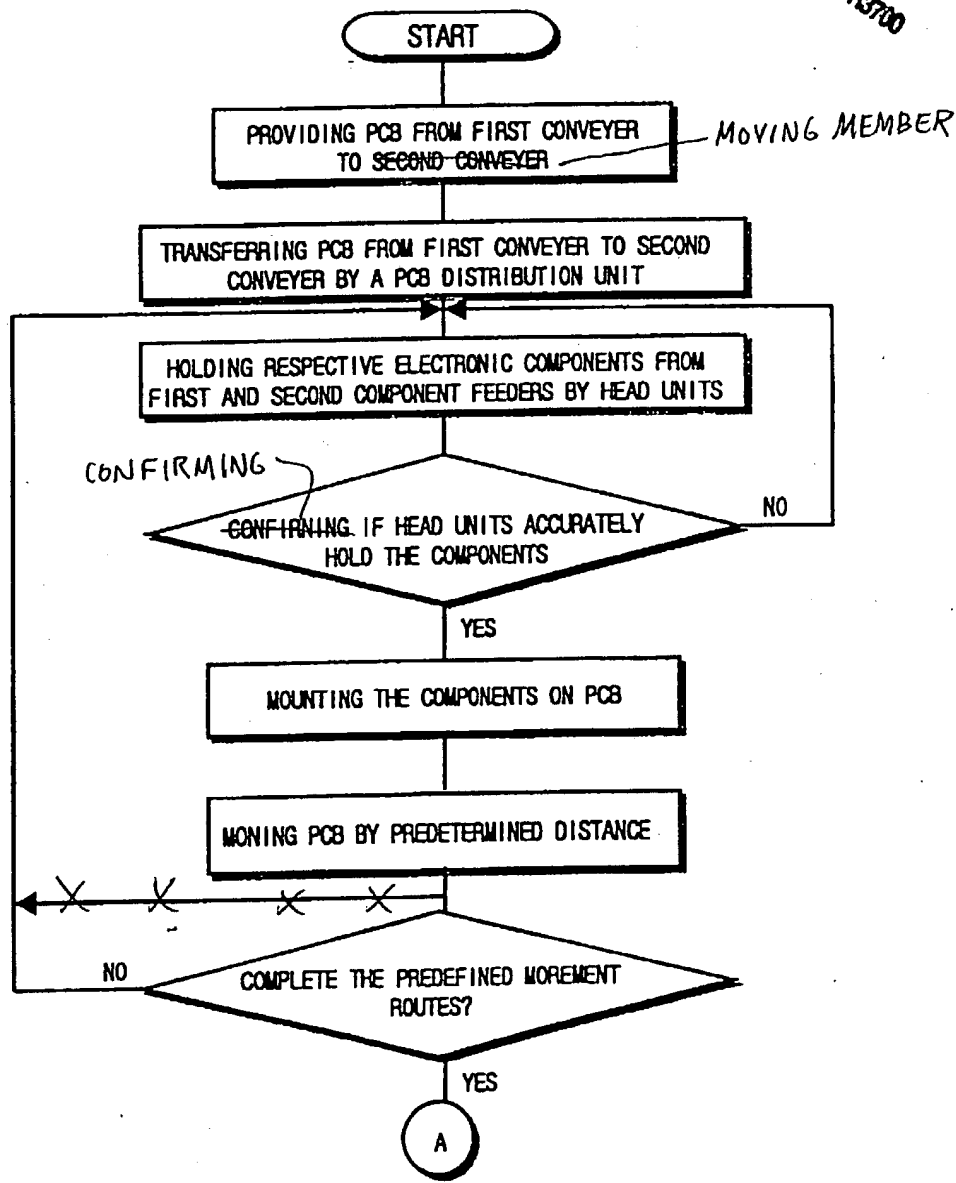 START
PROVIDING PCB FROM FIRST CONVEYER
TO SECOND CONVEYER
MOVING MEMBER
TRANSFERRING PCB FROM FIRST CONVEYER TO SECOND
CONVEYER BY A PCB DISTRIBUTION UNIT
HOLDING RESPECTIVE ELECTRONIC COMPONENTS FROM
FIRST AND SECOND COMPONENT FEEDERS BY HEAD UNITS
CONFIRMING
CONFIRNING IF HEAD UNITS ACCURATELY
HOLD THE COMPONENTS
NO
YES
MOUNTING THE COMPONENTS ON PCB
MONING PCB BY PREDETERMINED DISTANCE
NO
COMPLETE THE PREDEFINED MOREMENT
ROUTES?
YES
A